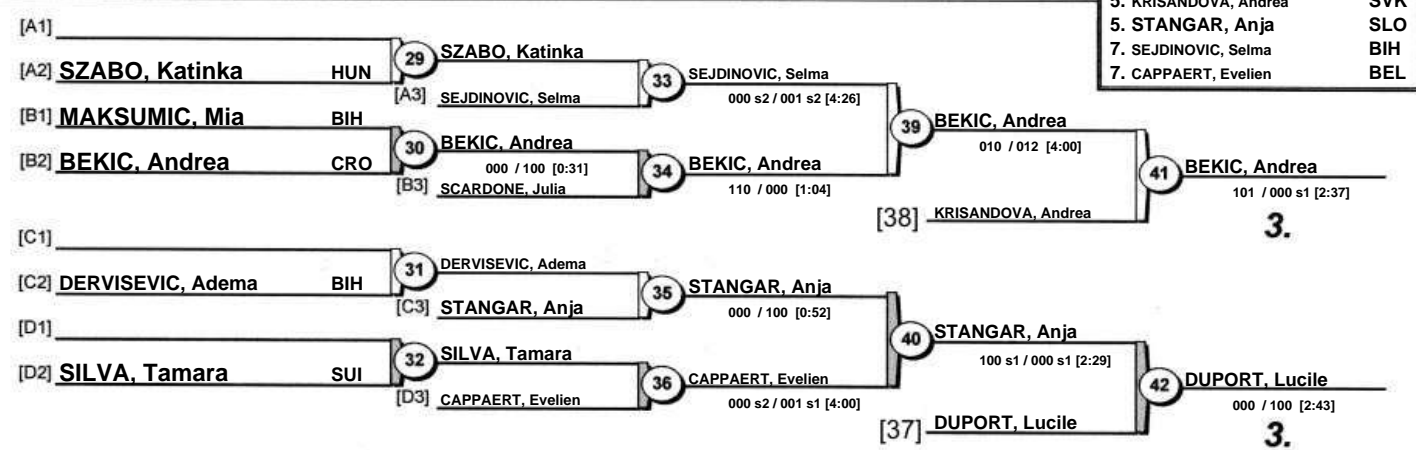 5. KRISANDOVA, Andrea SVK
5. STANGAR, Anja SLO
7. SEJDINOVIC, Selma BIH
7. CAPPAERT, Evelien BEL
[A1]
[A2] SZABO, Katinka HUN
29
SZABO, Katinka
[A3] SEJDINOVIC, Selma
33
SEJDINOVIC, Selma
000 s2 / 001 s2 [4:26]
[B1] MAKSUMIC, Mia BIH
[B2] BEKIC, Andrea CRO
30
BEKIC, Andrea
000 / 100 [0:31]
[B3] SCARDONE, Julia
34
BEKIC, Andrea
110 / 000 [1:04]
39
BEKIC, Andrea
010 / 012 [4:00]
[38] KRISANDOVA, Andrea
41
BEKIC, Andrea
101 / 000 s1 [2:37]
3.
[C1]
[C2] DERVISEVIC, Adema BIH
31
DERVISEVIC, Adema
[C3] STANGAR, Anja
35
STANGAR, Anja
000 / 100 [0:52]
[D1]
[D2] SILVA, Tamara SUI
32
SILVA, Tamara
[D3] CAPPAERT, Evelien
36
CAPPAERT, Evelien
000 s2 / 001 s1 [4:00]
40
STANGAR, Anja
100 s1 / 000 s1 [2:29]
[37] DUPORT, Lucile
42
DUPORT, Lucile
000 / 100 [2:43]
3.